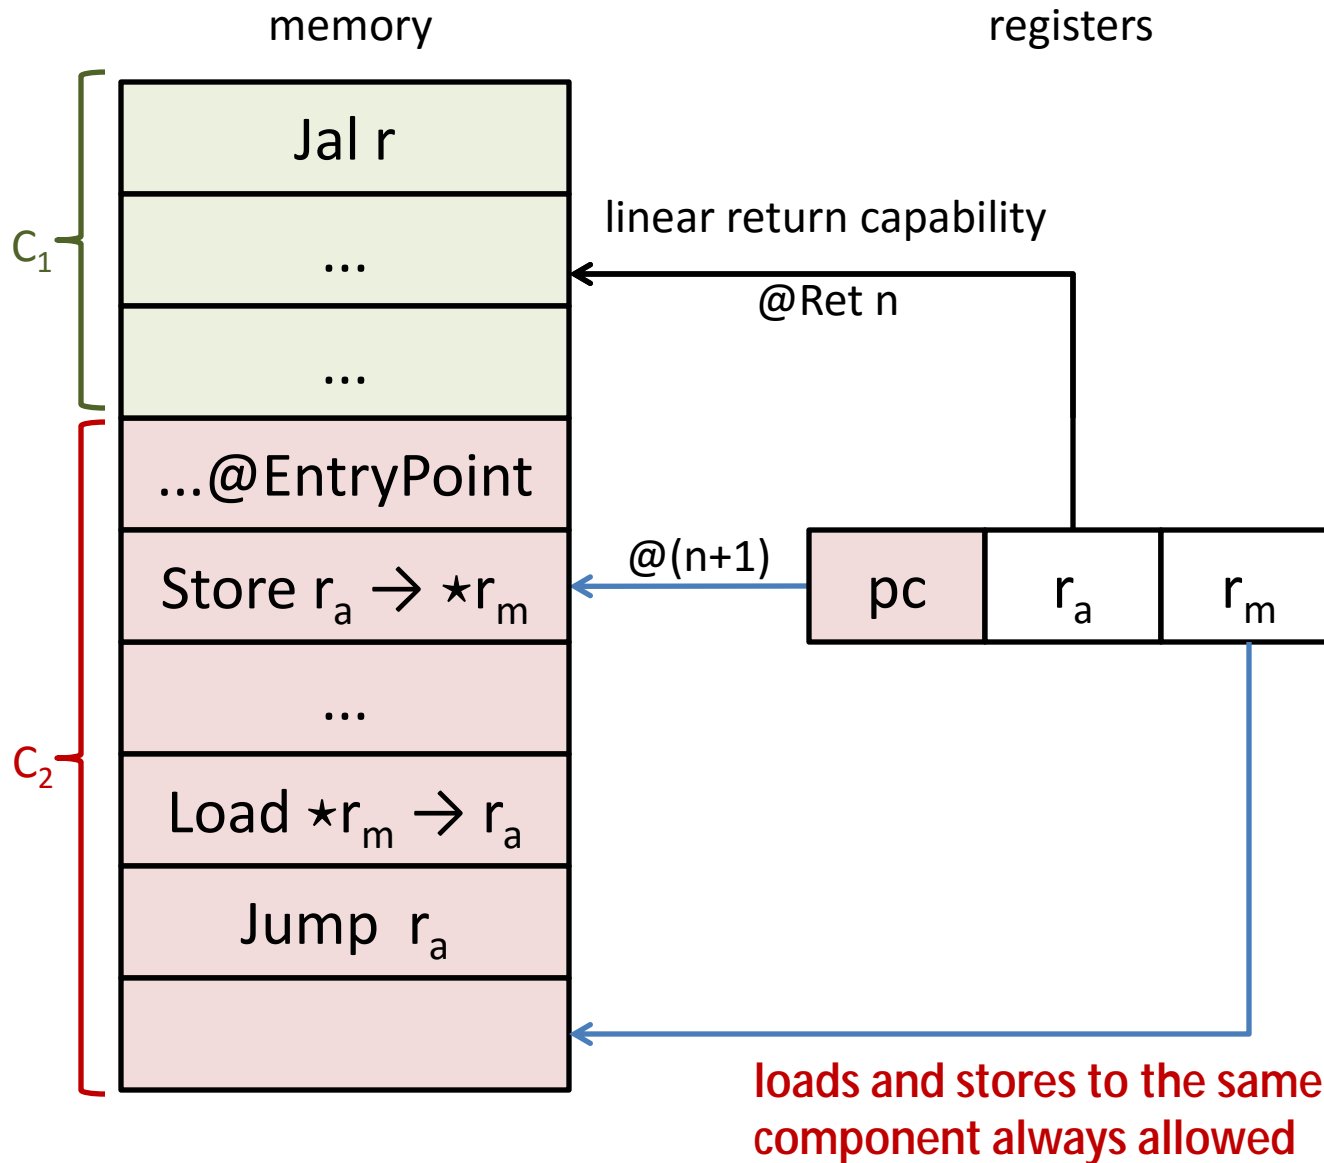 memory
registers
Jal r
C₁
...
linear return capability
@Ret n
...
...@EntryPoint
Store rₐ → ⋆rₘ
@(n+1)
pc
rₐ
rₘ
...
C₂
Load ⋆rₘ → rₐ
Jump rₐ
loads and stores to the same
component always allowed